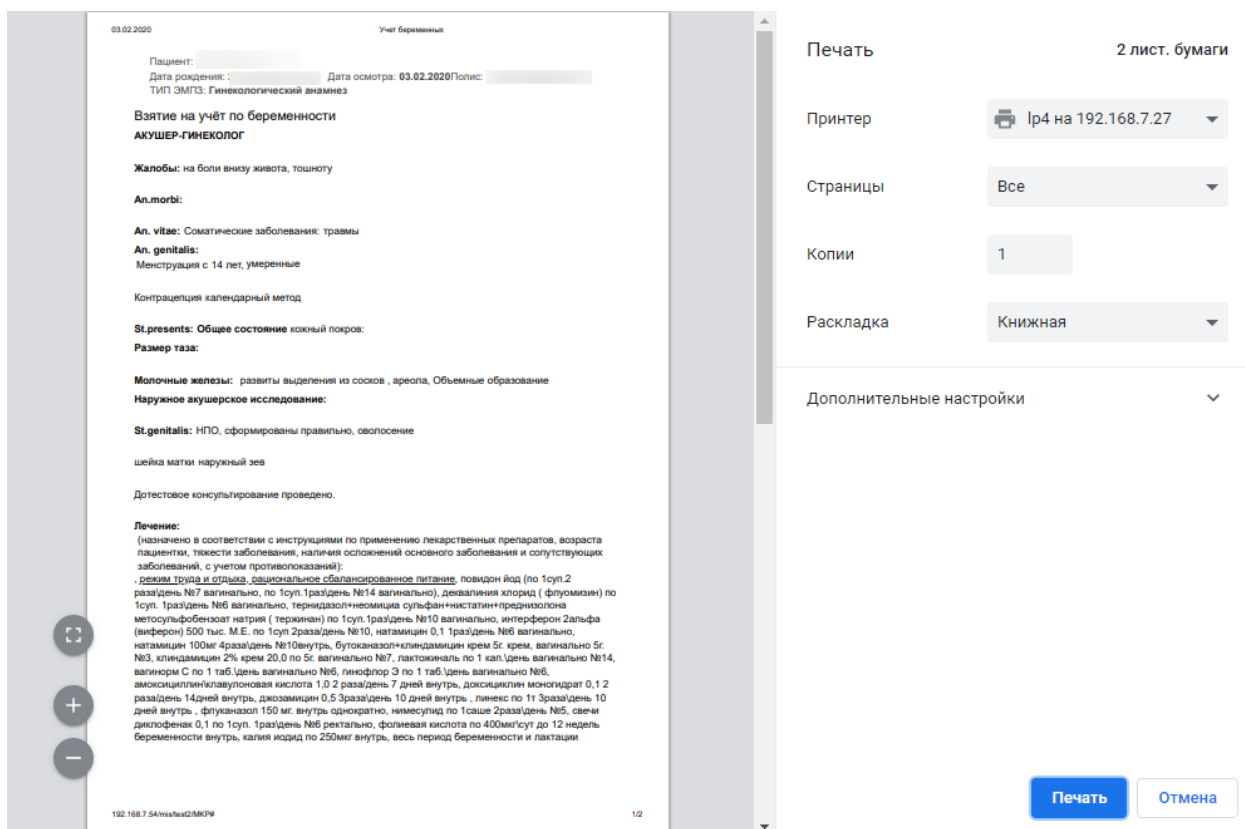 03.02.2020 Учет беременных
Пациент:
Дата рождения: Дата осмотра: 03.02.2020Полис:
ТИП ЭМПЗ: Гинекологический анамнез
Взятие на учёт по беременности
АКУШЕР-ГИНЕКОЛОГ
Жалобы: на боли внизу живота, тошноту
An.morbi:
An. vitae: Соматические заболевания: травмы
An. genitalis:
Менструация с 14 лет, умеренные
Контрацепция календарный метод
St.presents: Общее состояние кожный покров:
Размер таза:
Молочные железы: развиты выделения из сосков , ареола, Объемные образование
Наружное акушерское исследование:
St.genitalis: НПО, сформированы правильно, оволосение
шейка матки наружный зев
Дотестовое консультирование проведено.
Лечение:
(назначено в соответствии с инструкциями по применению лекарственных препаратов, возраста
пациентки, тяжести заболевания, наличия осложнений основного заболевания и сопутствующих
заболеваний, с учетом противопоказаний):
, режим труда и отдыха, рациональное сбалансированное питание, повидон йод (по 1суп.2
раза\день №7 вагинально, по 1суп.1раз\день №14 вагинально), деквалиния хлорид ( флуомизин) по
1суп. 1раз\день №6 вагинально, тернидазол+неомициа сульфан+нистатин+преднизолона
метосульфобензоат натрия ( тержинан) по 1суп.1раз\день №10 вагинально, интерферон 2альфа
(виферон) 500 тыс. М.Е. по 1суп 2раза/день №10, натамицин 0,1 1раз\день №6 вагинально,
натамицин 100мг 4раза\день №10внутрь, бутоканазол+клиндамицин крем 5г. крем, вагинально 5г.
№3, клиндамицин 2% крем 20,0 по 5г. вагинально №7, лактожиналь по 1 кап.\день вагинально №14,
вагинорм С по 1 таб.\день вагинально №6, гинофлор Э по 1 таб.\день вагинально №6,
амоксициллин\клавулоновая кислота 1,0 2 раза/день 7 дней внутрь, доксициклин моногидрат 0,1 2
раза/день 14дней внутрь, джозамицин 0,5 3раза\день 10 дней внутрь , линекс по 1т 3раза\день 10
дней внутрь , флуканазол 150 мг. внутрь однократно, нимесулид по 1саше 2раза\день №5, свечи
диклофенак 0,1 по 1суп. 1раз\день №6 ректально, фолиевая кислота по 400мкг\сут до 12 недель
беременности внутрь, калия иодид по 250мкг внутрь, весь период беременности и лактации
192.168.7.54/mis/test2/MKP# 1/2
Печать 2 лист. бумаги
Принтер lp4 на 192.168.7.27
Страницы Все
Копии 1
Раскладка Книжная
Дополнительные настройки
Печать Отмена